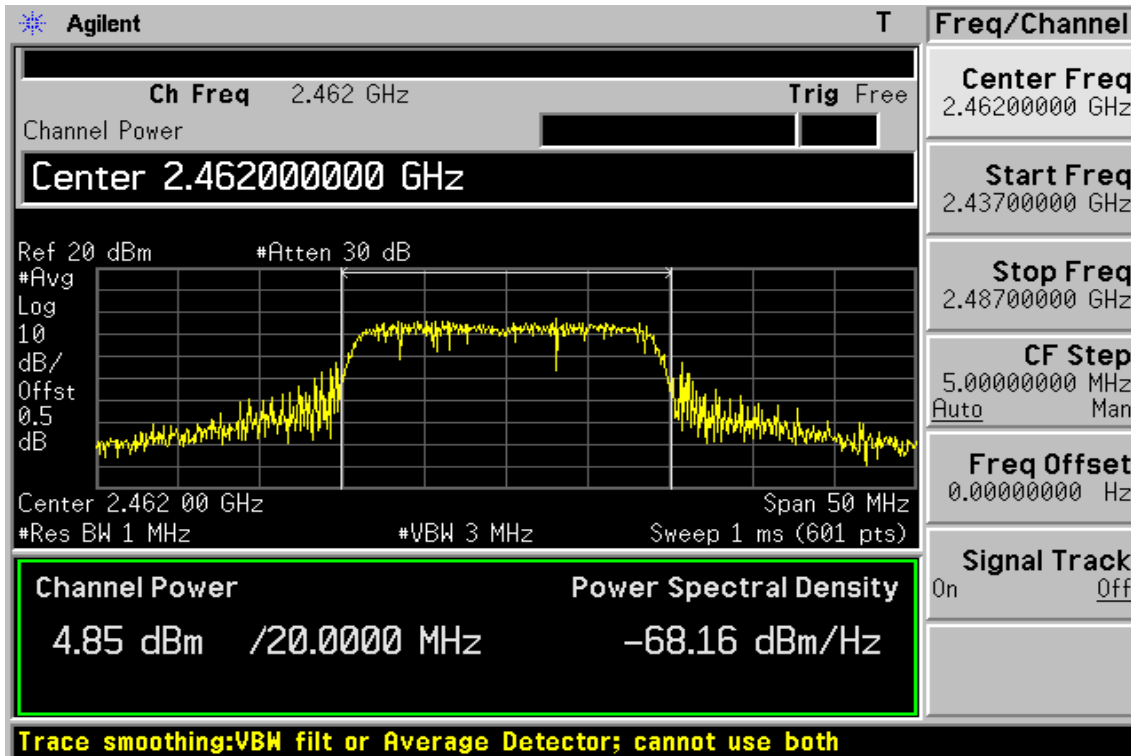 Agilent T
Ch Freq 2.462 GHz Trig Free
Channel Power
Center 2.462000000 GHz
Ref 20 dBm #Atten 30 dB
#Avg
Log
10
dB/
Offst
0.5
dB
Center 2.462 00 GHz Span 50 MHz
#Res BW 1 MHz #VBW 3 MHz Sweep 1 ms (601 pts)
Channel Power Power Spectral Density
4.85 dBm /20.0000 MHz -68.16 dBm/Hz
Trace smoothing:VBW filt or Average Detector; cannot use both
Freq/Channel
Center Freq
2.46200000 GHz
Start Freq
2.43700000 GHz
Stop Freq
2.48700000 GHz
CF Step
5.00000000 MHz
Auto Man
Freq Offset
0.00000000 Hz
Signal Track
On Off